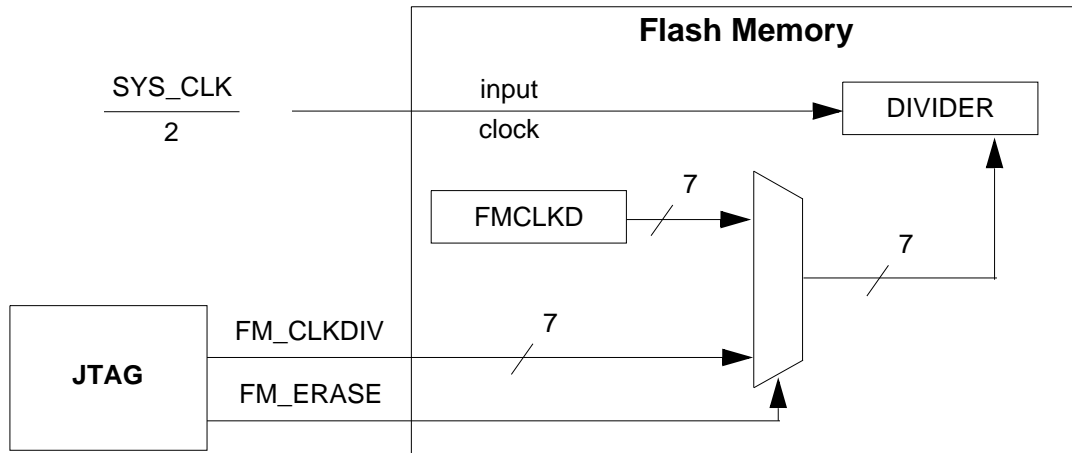 Flash Memory
SYS_CLK
2
input
clock
DIVIDER
7
FMCLKD
7
FM_CLKDIV
7
JTAG
FM_ERASE